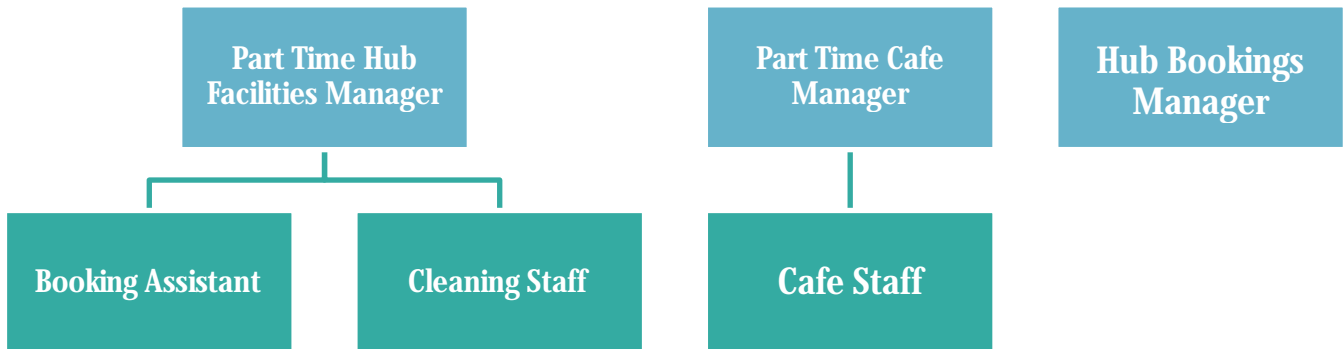 Part Time Hub
Facilities Manager
Part Time Cafe
Manager
Hub Bookings
Manager
Booking Assistant
Cleaning Staff
Cafe Staff